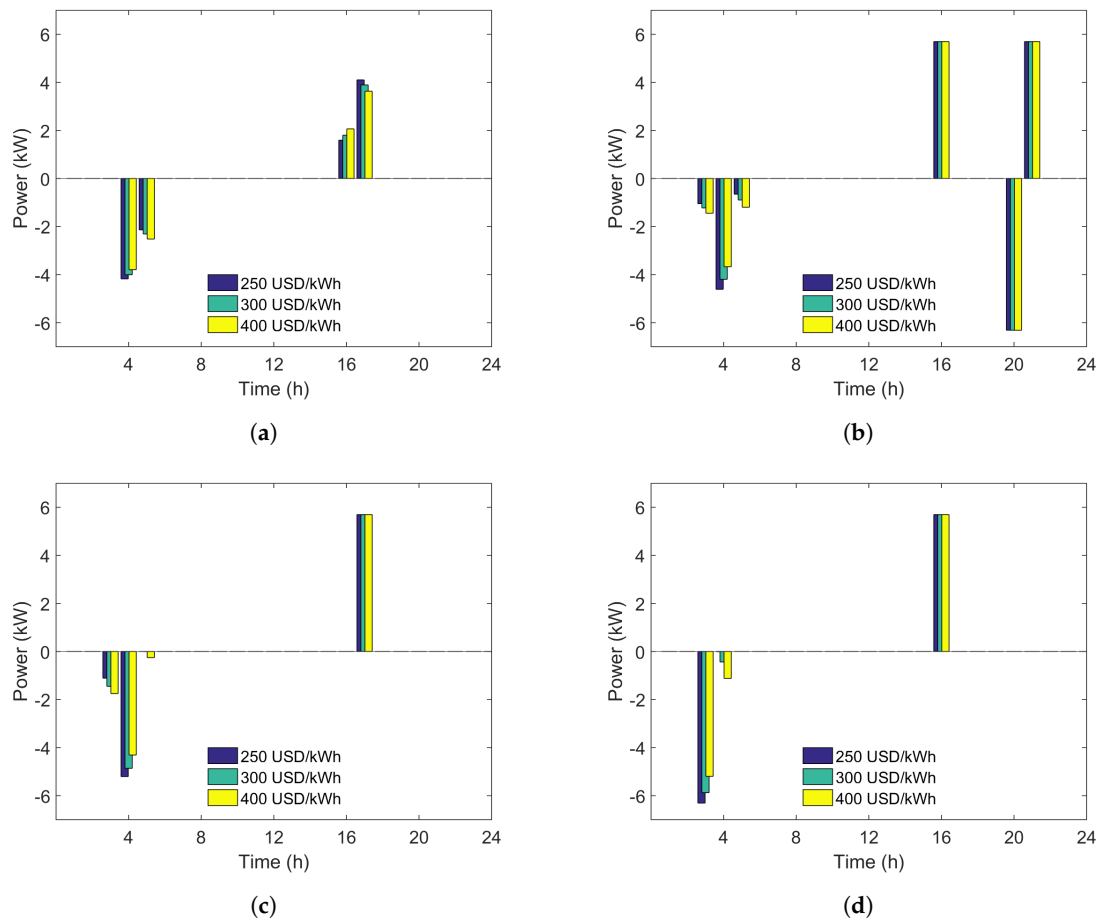 6
4
2
0
-2
-4
-6
Power (kW)
250 USD/kWh
300 USD/kWh
400 USD/kWh
4 8 12 16 20 24
Time (h)
(a)
6
4
2
0
-2
-4
-6
Power (kW)
250 USD/kWh
300 USD/kWh
400 USD/kWh
4 8 12 16 20 24
Time (h)
(b)
6
4
2
0
-2
-4
-6
Power (kW)
250 USD/kWh
300 USD/kWh
400 USD/kWh
4 8 12 16 20 24
Time (h)
(c)
6
4
2
0
-2
-4
-6
Power (kW)
250 USD/kWh
300 USD/kWh
400 USD/kWh
4 8 12 16 20 24
Time (h)
(d)